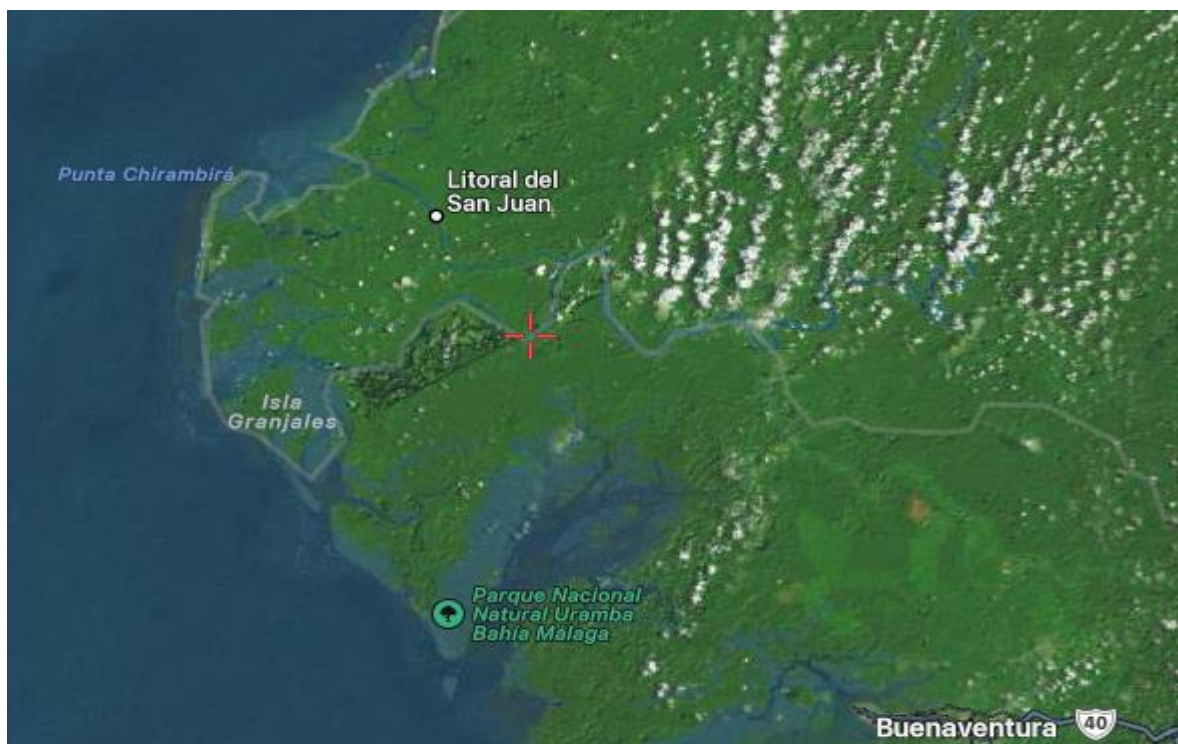 Punta Chirambirá
Litoral del
San Juan
Isla
Granjales
Parque Nacional
Natural Uramba
Bahía Málaga
Buenaventura
40